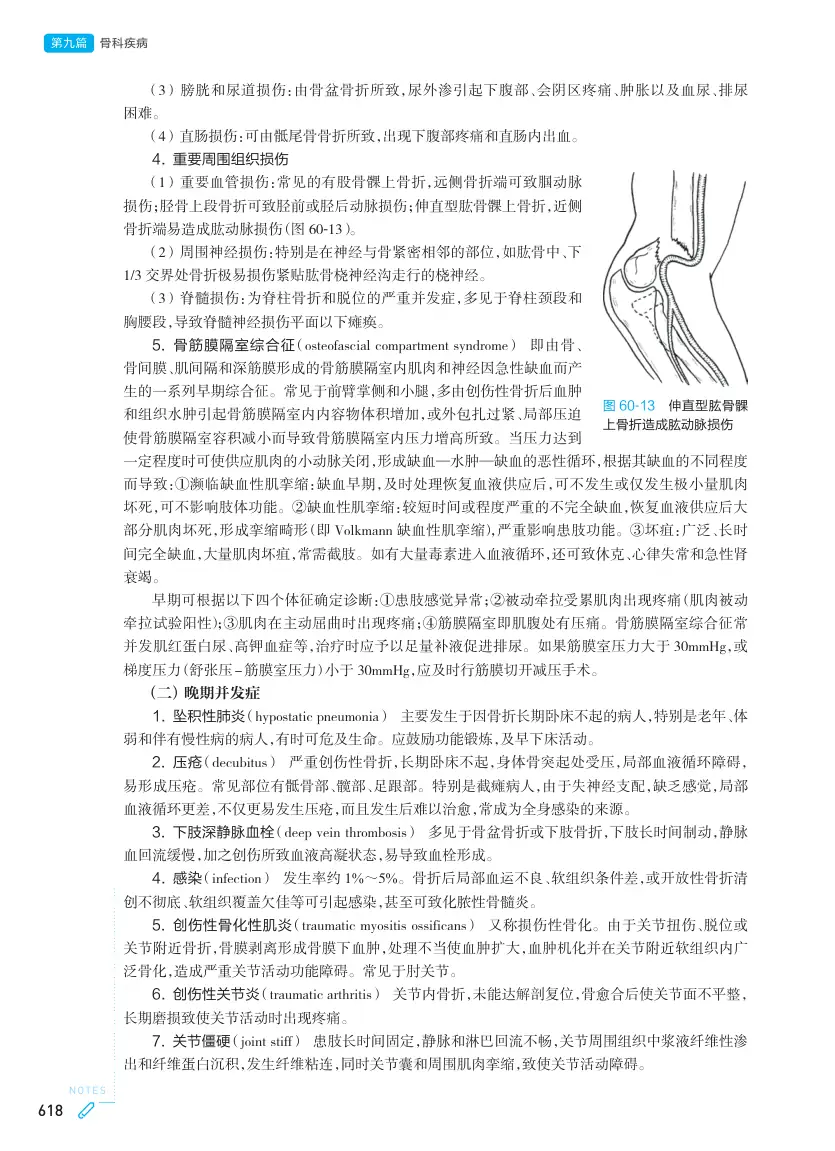 第九篇 骨科疾病
（3）膀胱和尿道损伤：由骨盆骨折所致，尿外渗引起下腹部、会阴区疼痛、肿胀以及血尿、排尿
困难。
（4）直肠损伤：可由骶尾骨骨折所致，出现下腹部疼痛和直肠内出血。
4. 重要周围组织损伤
（1）重要血管损伤：常见的有股骨髁上骨折，远侧骨折端可致腘动脉
损伤；胫骨上段骨折可致胫前或胫后动脉损伤；伸直型肱骨髁上骨折，近侧
骨折端易造成肱动脉损伤（图 60-13）。
（2）周围神经损伤：特别是在神经与骨紧密相邻的部位，如肱骨中、下
1/3 交界处骨折极易损伤紧贴肱骨桡神经沟走行的桡神经。
（3）脊髓损伤：为脊柱骨折和脱位的严重并发症，多见于脊柱颈段和
胸腰段，导致脊髓神经损伤平面以下瘫痪。
5. 骨筋膜隔室综合征（osteofascial compartment syndrome） 即由骨、
骨间膜、肌间隔和深筋膜形成的骨筋膜隔室内肌肉和神经因急性缺血而产
生的一系列早期综合征。常见于前臂掌侧和小腿，多由创伤性骨折后血肿
和组织水肿引起骨筋膜隔室内内容物体积增加，或外包扎过紧、局部压迫
使骨筋膜隔室容积减小而导致骨筋膜隔室内压力增高所致。当压力达到
图 60-13 伸直型肱骨髁
上骨折造成肱动脉损伤
一定程度时可使供应肌肉的小动脉关闭，形成缺血—水肿—缺血的恶性循环，根据其缺血的不同程度
而导致：①濒临缺血性肌挛缩：缺血早期，及时处理恢复血液供应后，可不发生或仅发生极小量肌肉
坏死，可不影响肢体功能。②缺血性肌挛缩：较短时间或程度严重的不完全缺血，恢复血液供应后大
部分肌肉坏死，形成挛缩畸形（即 Volkmann 缺血性肌挛缩），严重影响患肢功能。③坏疽：广泛、长时
间完全缺血，大量肌肉坏疽，常需截肢。如有大量毒素进入血液循环，还可致休克、心律失常和急性肾
衰竭。
早期可根据以下四个体征确定诊断：①患肢感觉异常；②被动牵拉受累肌肉出现疼痛（肌肉被动
牵拉试验阳性）；③肌肉在主动屈曲时出现疼痛；④筋膜隔室即肌腹处有压痛。骨筋膜隔室综合征常
并发肌红蛋白尿、高钾血症等，治疗时应予以足量补液促进排尿。如果筋膜室压力大于 30mmHg，或
梯度压力（舒张压－筋膜室压力）小于 30mmHg，应及时行筋膜切开减压手术。
（二）晚期并发症
1. 坠积性肺炎（hypostatic pneumonia） 主要发生于因骨折长期卧床不起的病人，特别是老年、体
弱和伴有慢性病的病人，有时可危及生命。应鼓励功能锻炼，及早下床活动。
2. 压疮（decubitus） 严重创伤性骨折，长期卧床不起，身体骨突起处受压，局部血液循环障碍，
易形成压疮。常见部位有骶骨部、髋部、足跟部。特别是截瘫病人，由于失神经支配，缺乏感觉，局部
血液循环更差，不仅更易发生压疮，而且发生后难以治愈，常成为全身感染的来源。
3. 下肢深静脉血栓（deep vein thrombosis） 多见于骨盆骨折或下肢骨折，下肢长时间制动，静脉
血回流缓慢，加之创伤所致血液高凝状态，易导致血栓形成。
4. 感染（infection） 发生率约 1%～5%。骨折后局部血运不良、软组织条件差，或开放性骨折清
创不彻底、软组织覆盖欠佳等可引起感染，甚至可致化脓性骨髓炎。
5. 创伤性骨化性肌炎（traumatic myositis ossificans） 又称损伤性骨化。由于关节扭伤、脱位或
关节附近骨折，骨膜剥离形成骨膜下血肿，处理不当使血肿扩大，血肿机化并在关节附近软组织内广
泛骨化，造成严重关节活动功能障碍。常见于肘关节。
6. 创伤性关节炎（traumatic arthritis） 关节内骨折，未能达解剖复位，骨愈合后使关节面不平整，
长期磨损致使关节活动时出现疼痛。
7. 关节僵硬（joint stiff） 患肢长时间固定，静脉和淋巴回流不畅，关节周围组织中浆液纤维性渗
出和纤维蛋白沉积，发生纤维粘连，同时关节囊和周围肌肉挛缩，致使关节活动障碍。
NOTES
618